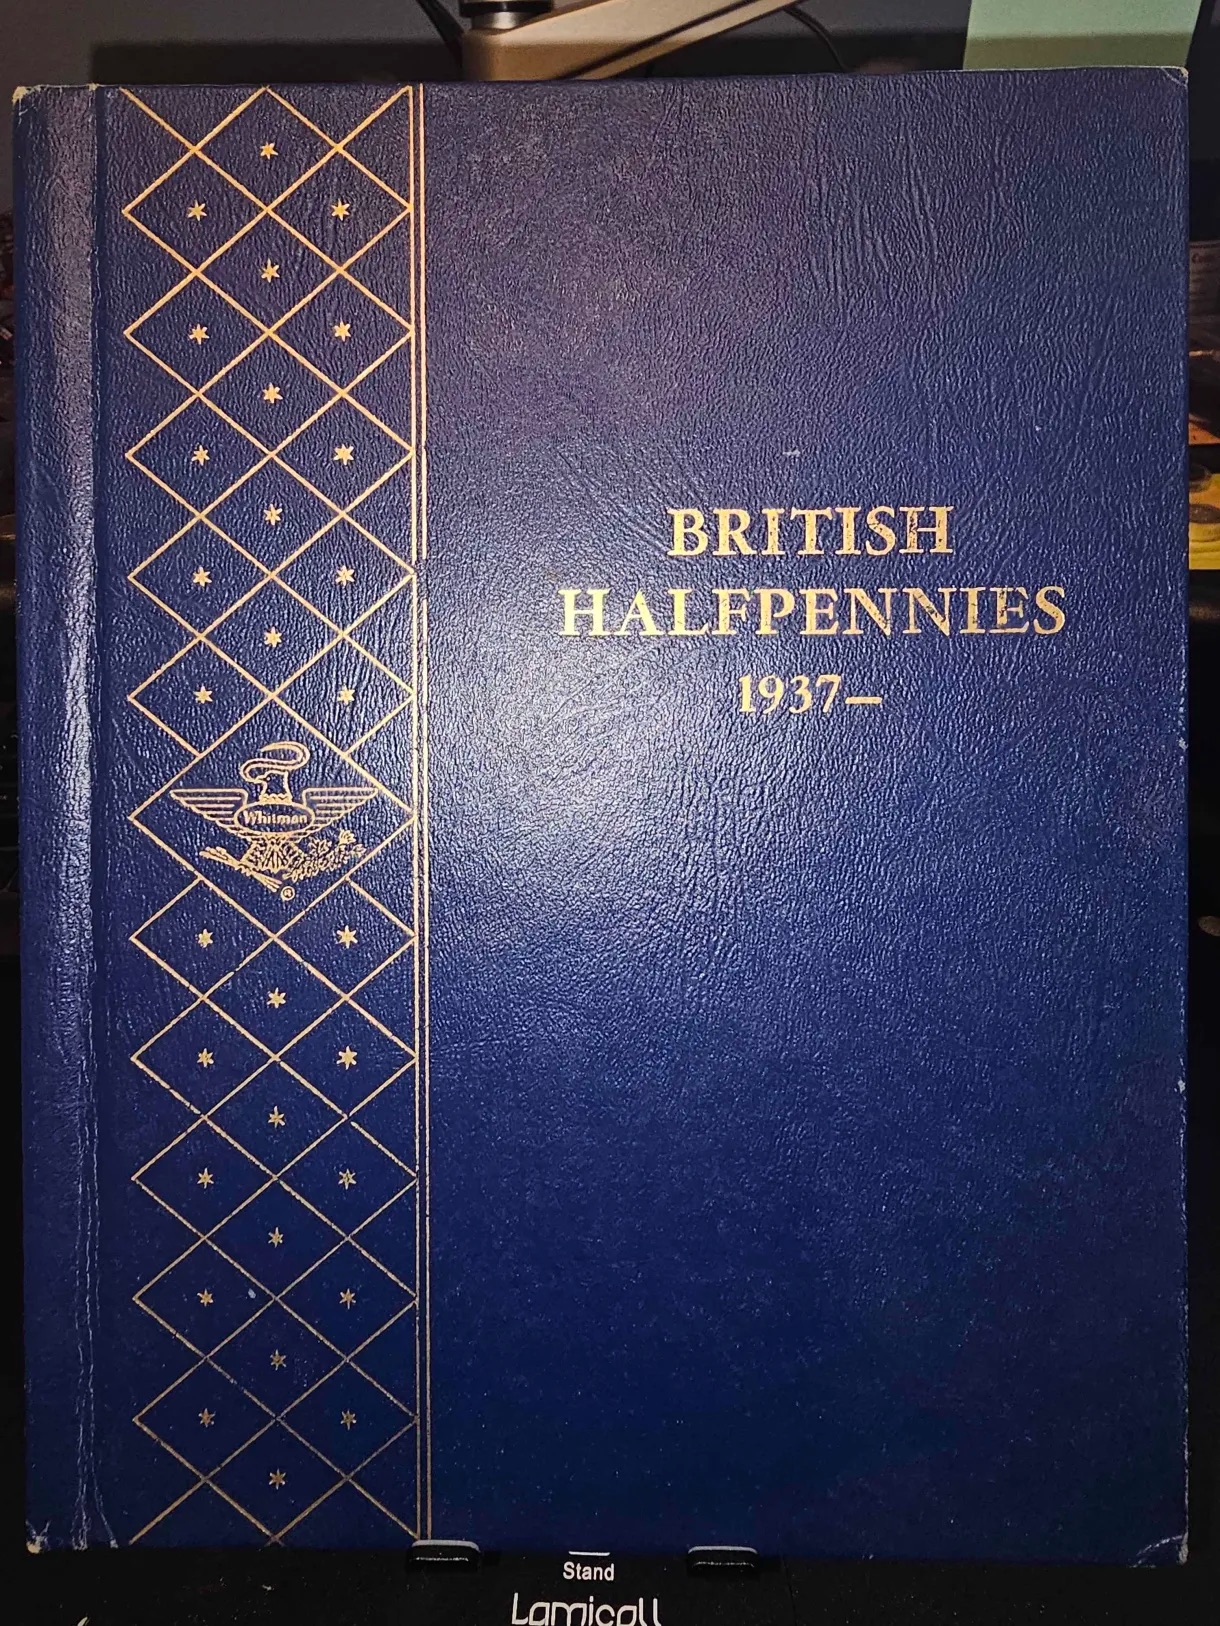 BRITISH
HALFPENNIES
1937–
Whitman
®
Stand
Lamicall